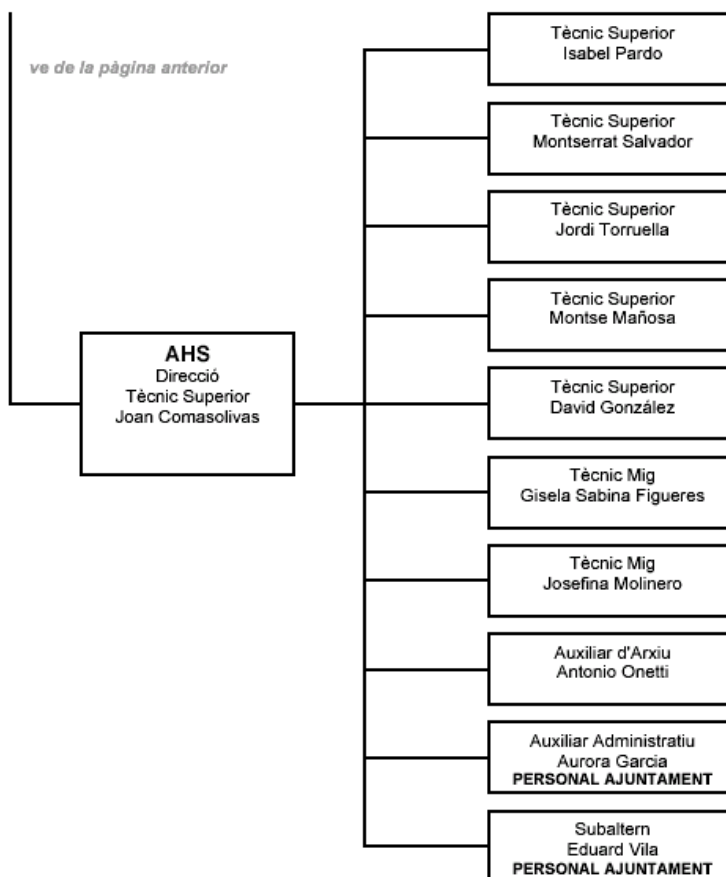 ve de la pàgina anterior
AHS
Direcció
Tècnic Superior
Joan Comasolivas
Tècnic Superior
Isabel Pardo
Tècnic Superior
Montserrat Salvador
Tècnic Superior
Jordi Torruella
Tècnic Superior
Montse Mañosa
Tècnic Superior
David González
Tècnic Mig
Gisela Sabina Figueres
Tècnic Mig
Josefina Molinero
Auxiliar d'Arxiu
Antonio Onetti
Auxiliar Administratiu
Aurora Garcia
PERSONAL AJUNTAMENT
Subaltern
Eduard Vila
PERSONAL AJUNTAMENT